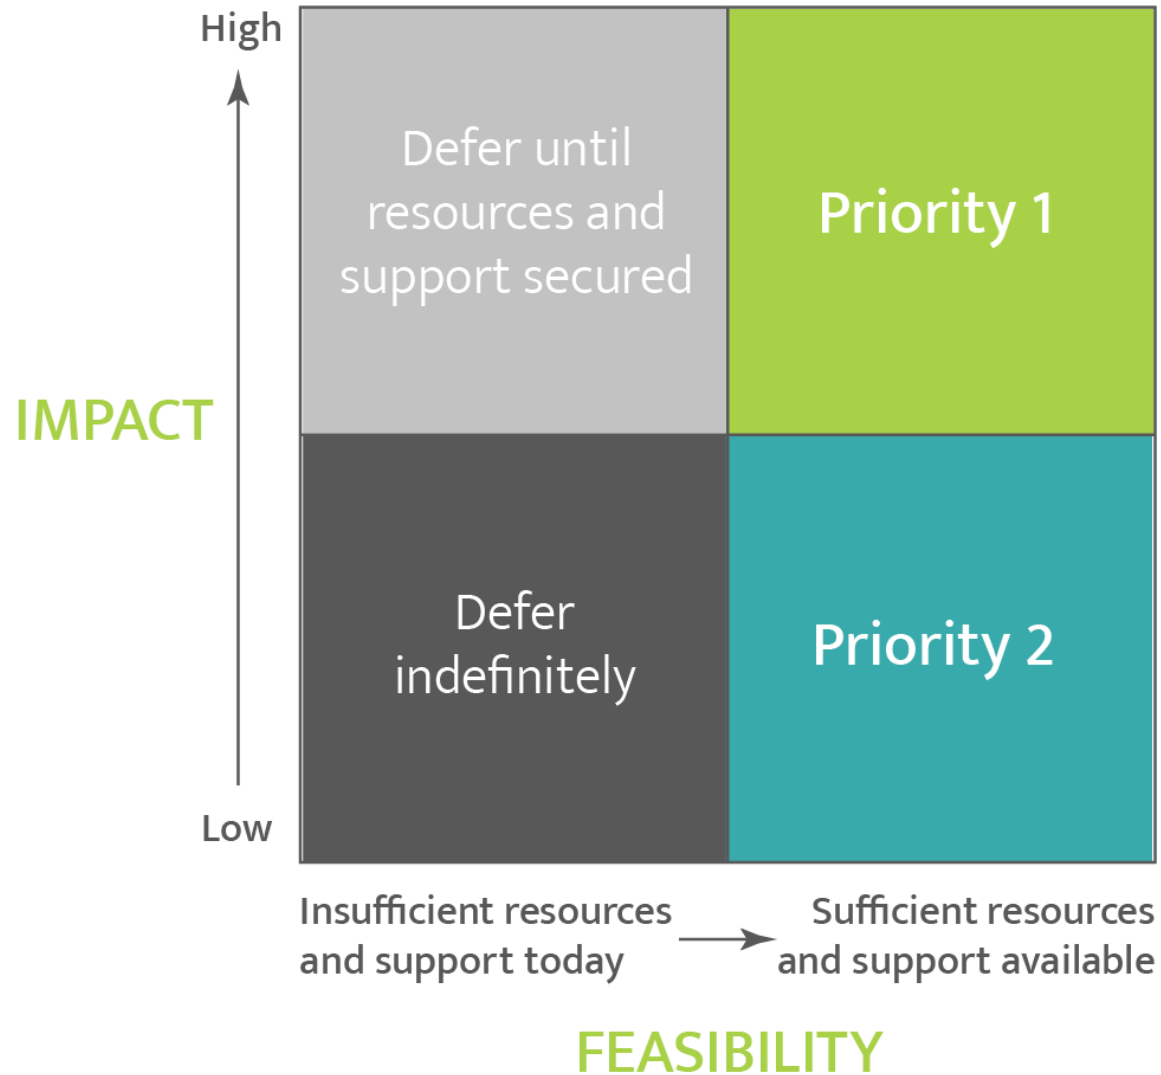 High
Defer until
resources and
support secured
Priority 1
IMPACT
Defer
indefinitely
Priority 2
Low
Insufficient resources
and support today
Sufficient resources
and support available
FEASIBILITY